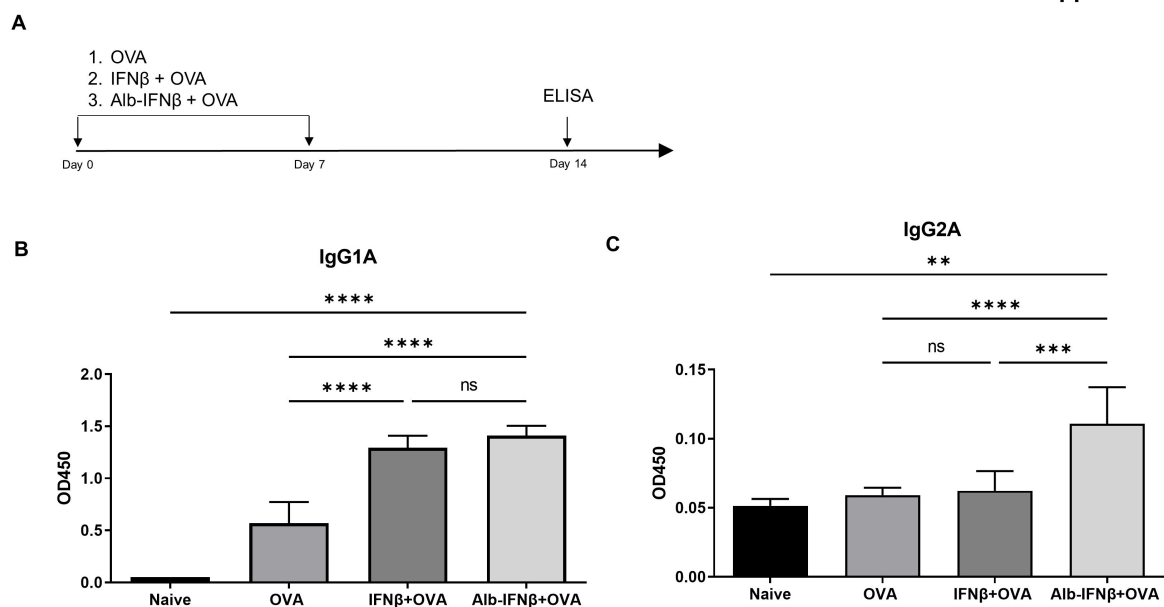 A
1. OVA
2. IFNβ + OVA
3. Alb-IFNβ + OVA
ELISA
Day 0
Day 7
Day 14
B
IgG1A
****
****
****
ns
2.0
1.5
1.0
0.5
0.0
OD450
Naive
OVA
IFNβ+OVA
Alb-IFNβ+OVA
C
IgG2A
**
****
ns
***
0.15
0.10
0.05
0.00
OD450
Naive
OVA
IFNβ+OVA
Alb-IFNβ+OVA